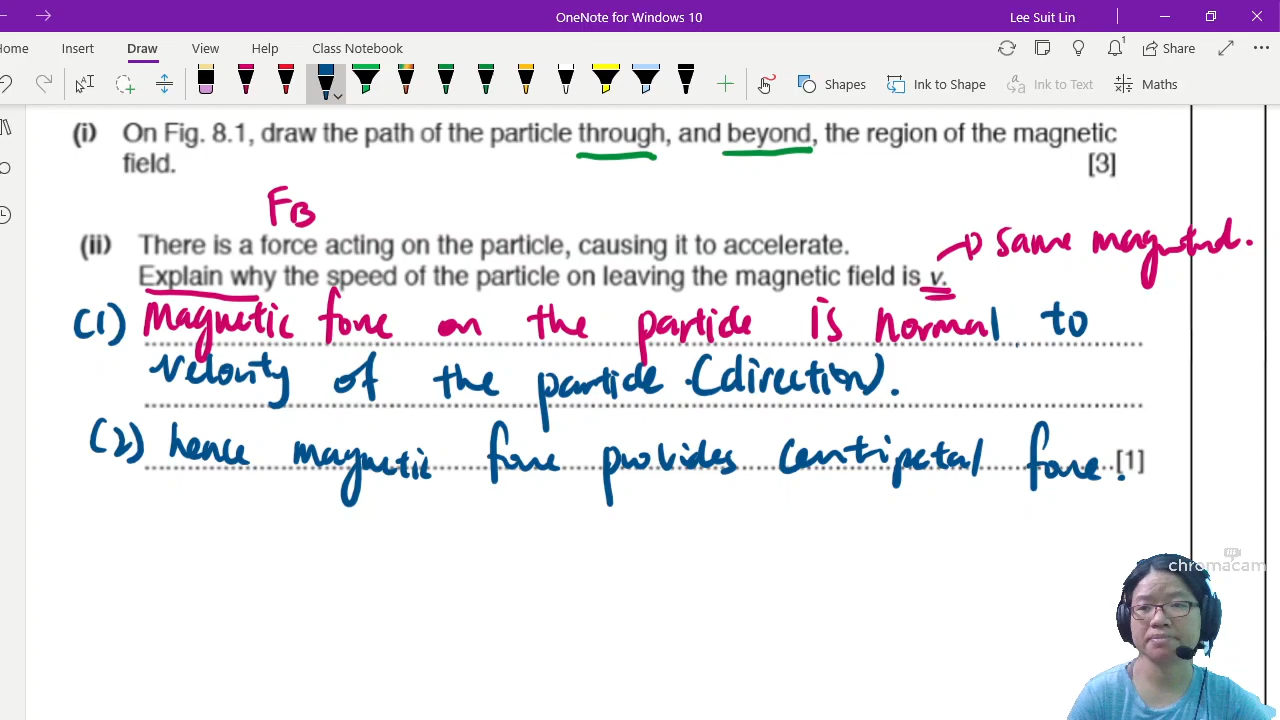 OneNote for Windows 10
Lee Suit Lin
Home Insert Draw View Help Class Notebook
1
Share
Shapes Ink to Shape Ink to Text Maths
(i) On Fig. 8.1, draw the path of the particle through, and beyond, the region of the magnetic
field. [3]
FB
(ii) There is a force acting on the particle, causing it to accelerate.
same magnitud.
Explain why the speed of the particle on leaving the magnetic field is v.
(1) Magnetic force on the particle is normal to
velocity of the particle (direction).
(2) hence magnetic force provides centripetal force.
[1]
chromacam